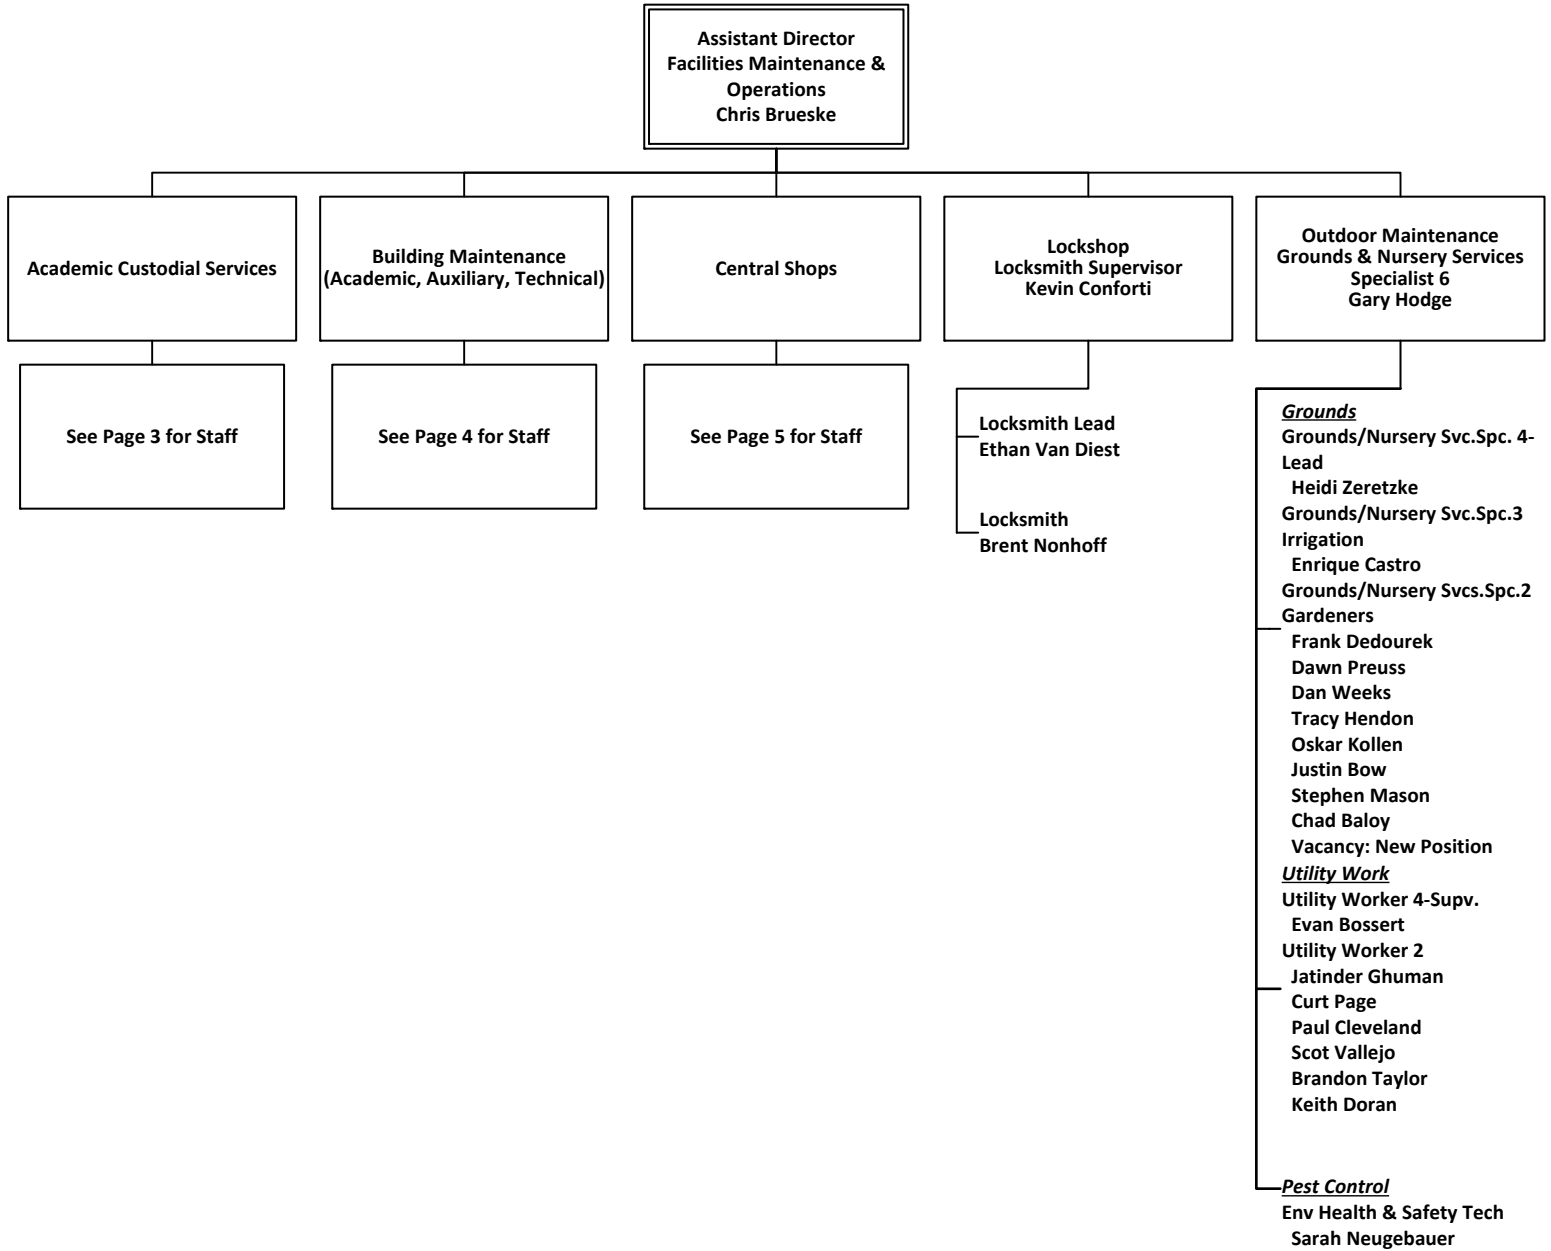 Assistant Director
Facilities Maintenance &
Operations
Chris Brueske
Academic Custodial Services
Building Maintenance
(Academic, Auxiliary, Technical)
Central Shops
Lockshop
Locksmith Supervisor
Kevin Conforti
Outdoor Maintenance
Grounds & Nursery Services
Specialist 6
Gary Hodge
See Page 3 for Staff
See Page 4 for Staff
See Page 5 for Staff
Locksmith Lead
Ethan Van Diest
Locksmith
Brent Nonhoff
Grounds
Grounds/Nursery Svc.Spc. 4-
Lead
Heidi Zeretzke
Grounds/Nursery Svc.Spc.3
Irrigation
Enrique Castro
Grounds/Nursery Svcs.Spc.2
Gardeners
Frank Dedourek
Dawn Preuss
Dan Weeks
Tracy Hendon
Oskar Kollen
Justin Bow
Stephen Mason
Chad Baloy
Vacancy: New Position
Utility Work
Utility Worker 4-Supv.
Evan Bossert
Utility Worker 2
Jatinder Ghuman
Curt Page
Paul Cleveland
Scot Vallejo
Brandon Taylor
Keith Doran
Pest Control
Env Health & Safety Tech
Sarah Neugebauer